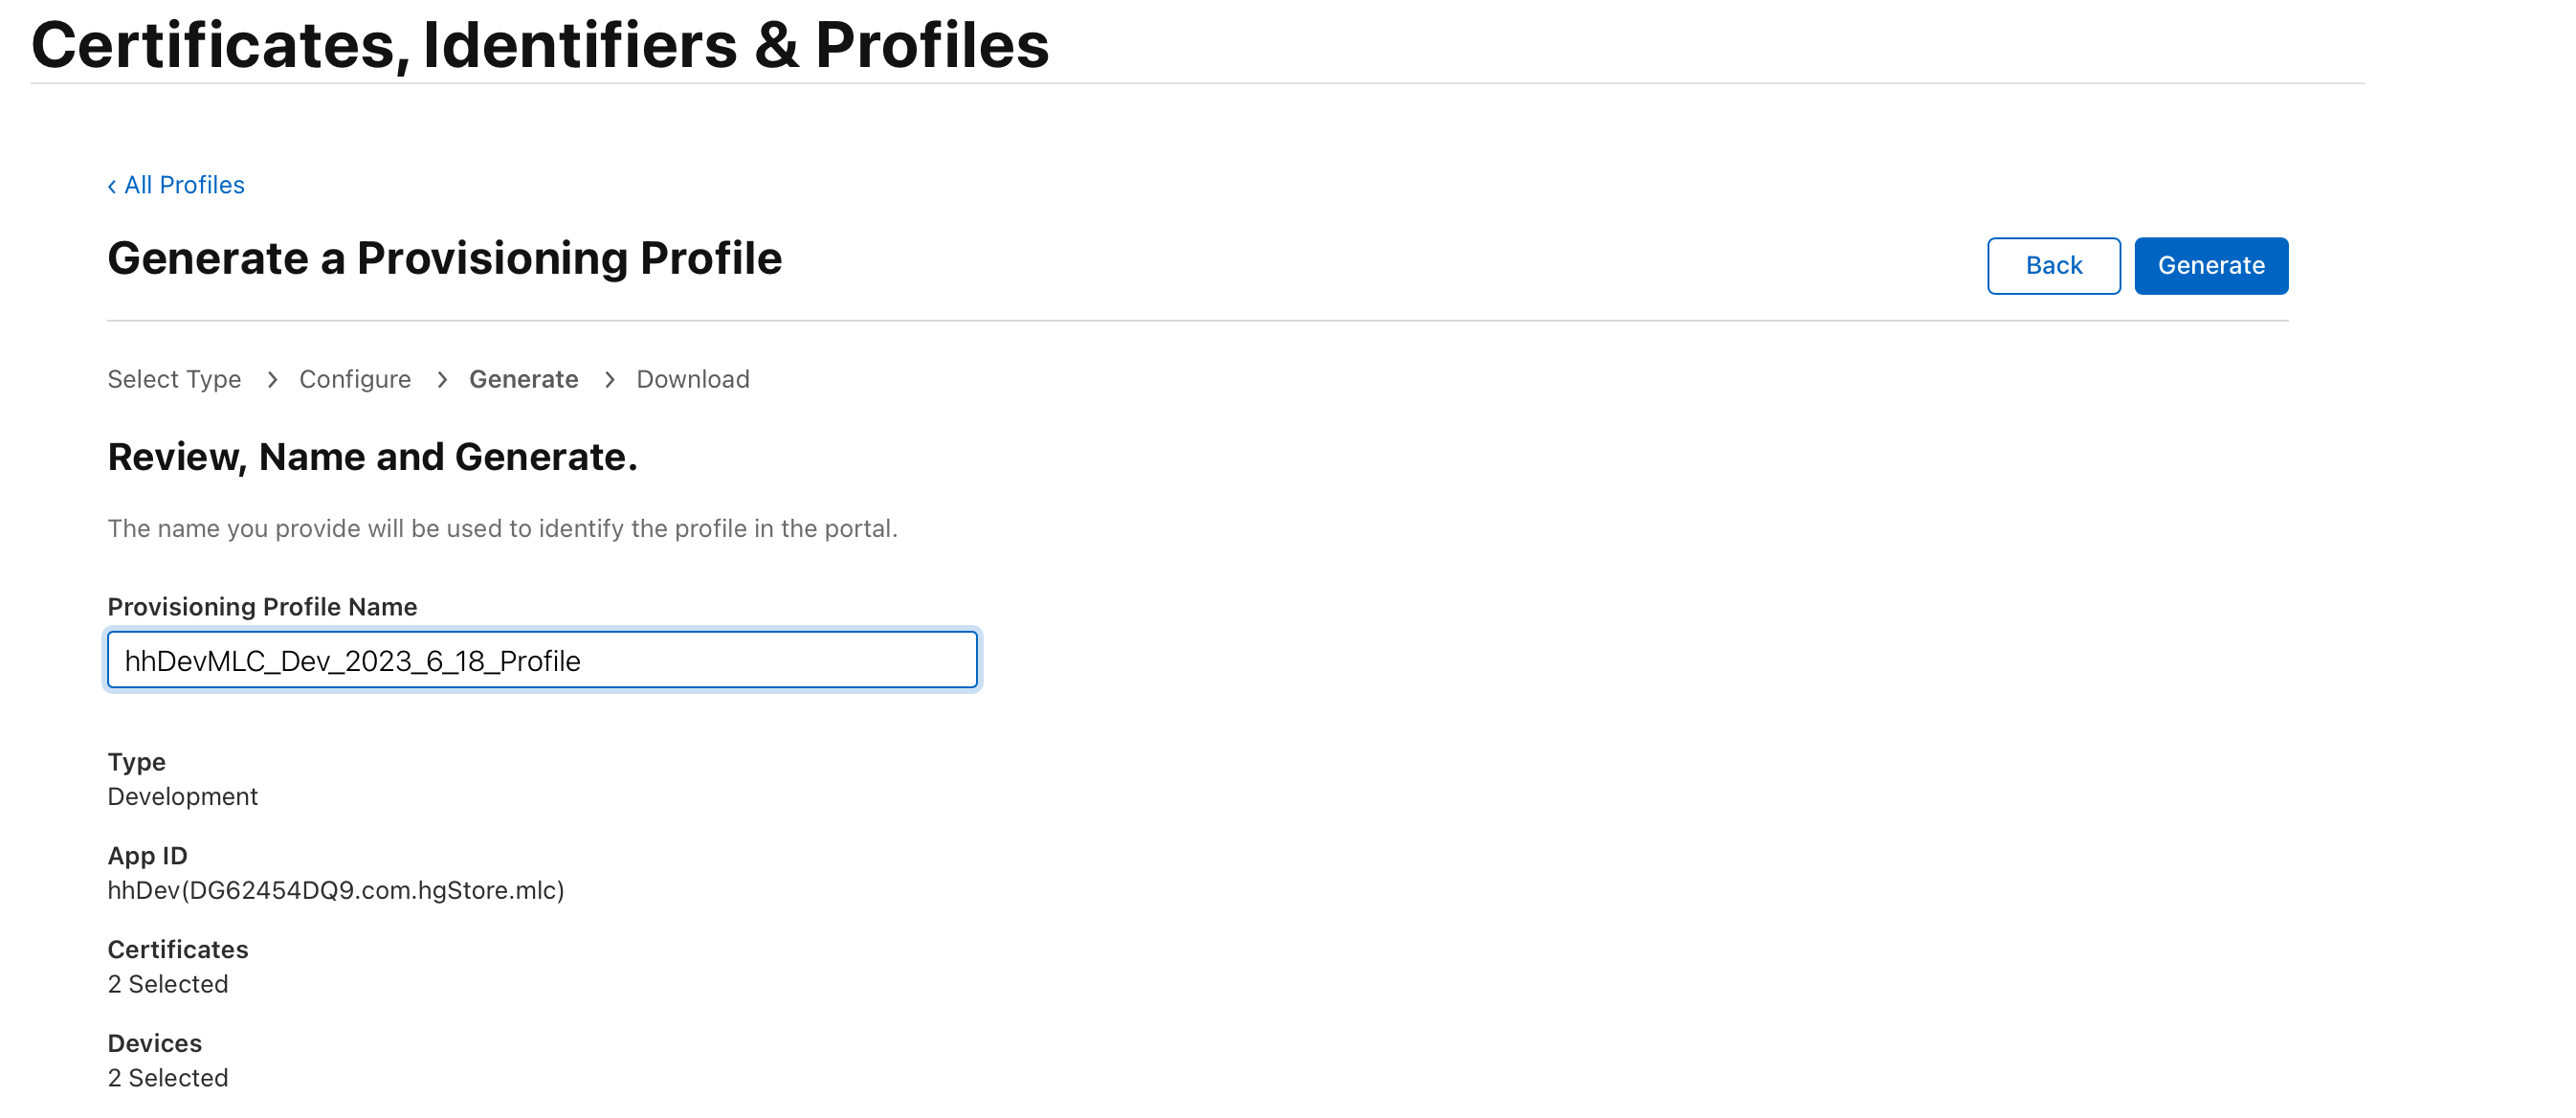 Certificates, Identifiers & Profiles
‹ All Profiles
Generate a Provisioning Profile
Back
Generate
Select Type > Configure > Generate > Download
Review, Name and Generate.
The name you provide will be used to identify the profile in the portal.
Provisioning Profile Name
hhDevMLC_Dev_2023_6_18_Profile
Type
Development
App ID
hhDev(DG62454DQ9.com.hgStore.mlc)
Certificates
2 Selected
Devices
2 Selected